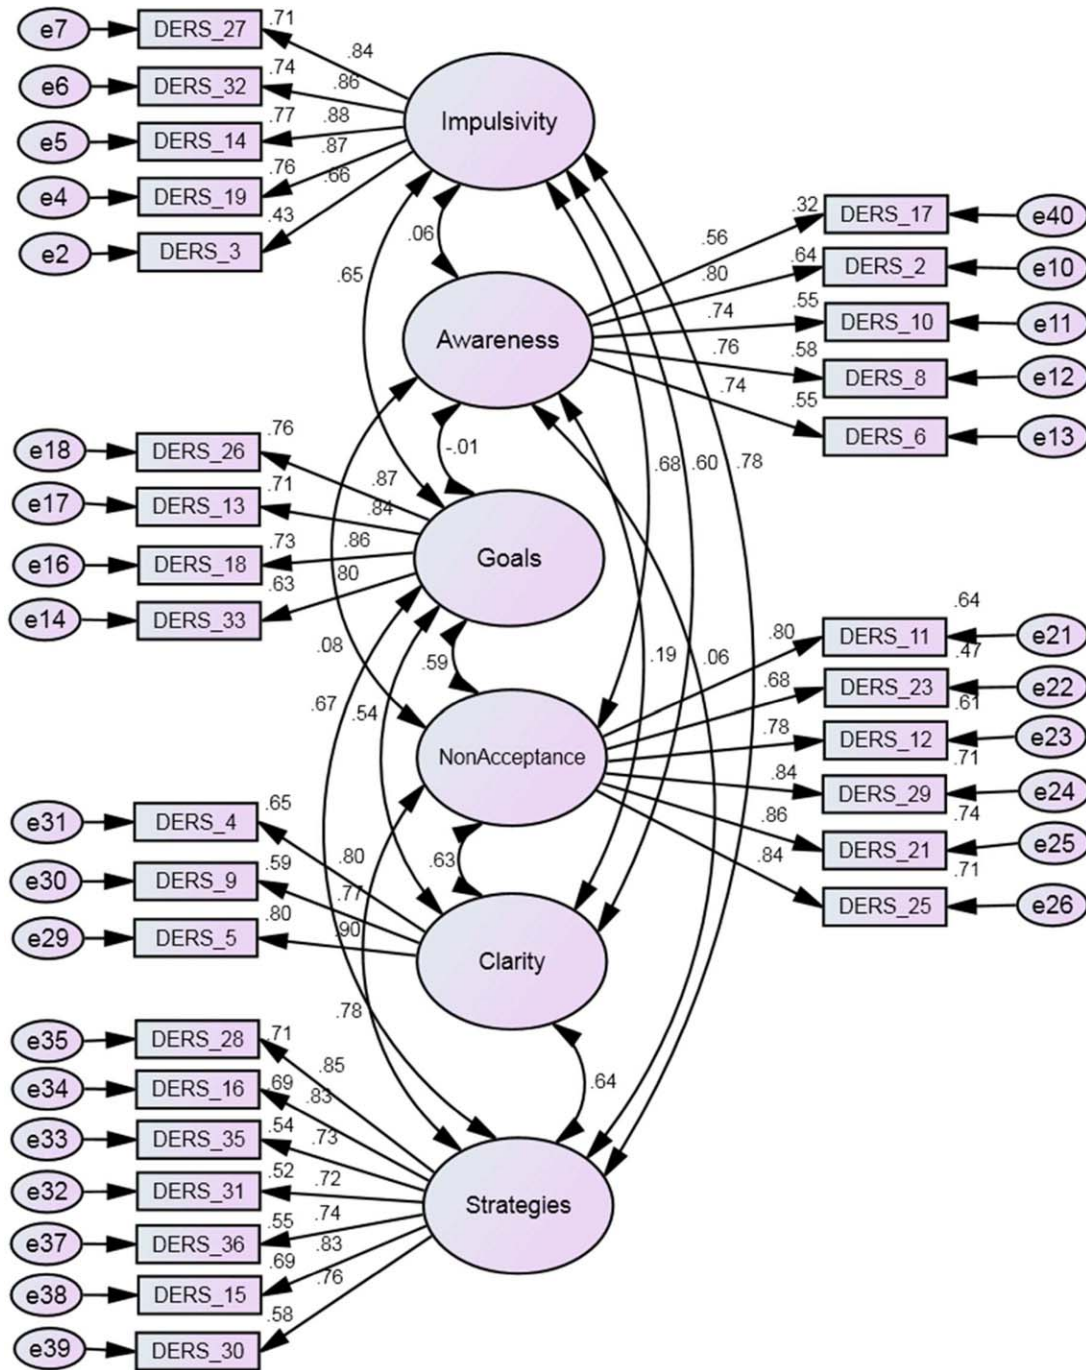 e7 DERS_27 .71 .84
e6 DERS_32 .74 .86
e5 DERS_14 .77 .88
e4 DERS_19 .76 .87
e2 DERS_3 .43 .66
Impulsivity
.06
.65
Awareness
.56 .32 DERS_17 e40
.80 .64 DERS_2 e10
.74 .55 DERS_10 e11
.76 .58 DERS_8 e12
.74 .55 DERS_6 e13
-.01
.68 .60 .78
e18 DERS_26 .76 .87
e17 DERS_13 .71 .84
e16 DERS_18 .73 .86
e14 DERS_33 .63 .80
Goals
.08 .59 .19 .06
.67 .54
NonAcceptance
.80 DERS_11 .64 e21
.68 DERS_23 .47 e22
.78 DERS_12 .61 e23
.84 DERS_29 .71 e24
.86 DERS_21 .74 e25
.84 DERS_25 .71 e26
e31 DERS_4 .65 .80
e30 DERS_9 .59 .77
e29 DERS_5 .80 .90
.63
Clarity
.78
.64
e35 DERS_28 .71 .85
e34 DERS_16 .69 .83
e33 DERS_35 .54 .73
e32 DERS_31 .52 .72
e37 DERS_36 .55 .74
e38 DERS_15 .69 .83
e39 DERS_30 .58 .76
Strategies